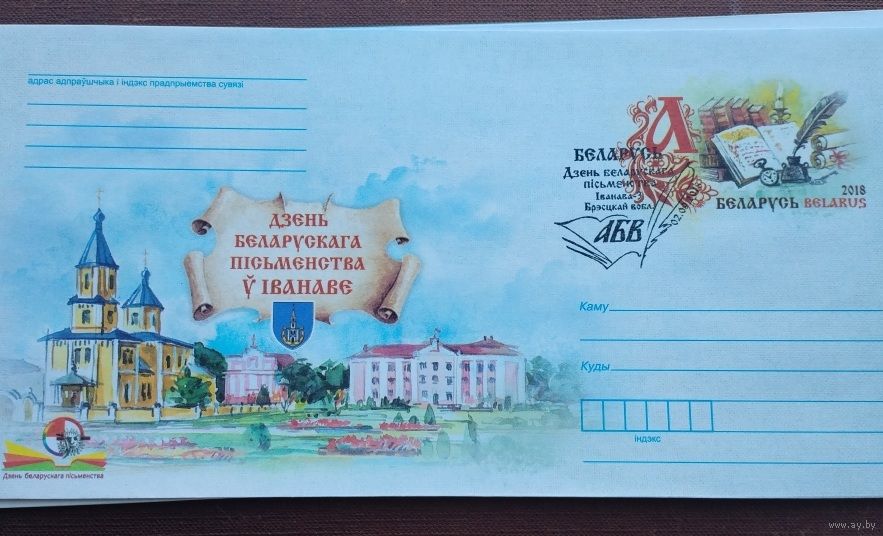 адрас адпраўшчыка і індэкс прадпрыемства сувязі
ДЗЕНЬ
БЕЛАРУСКАГА
ПІСЬМЕНСТВА
Ў ІВАНАВЕ
Дзень беларускага пісьменства
А
2018
БЕЛАРУСЬ BELARUS
БЕЛАРУСЬ
Дзень беларускага
пісьменства
Іванава-
Брэсцкай вобл.
АБВ
Каму
Куды
індэкс
www.ay.by